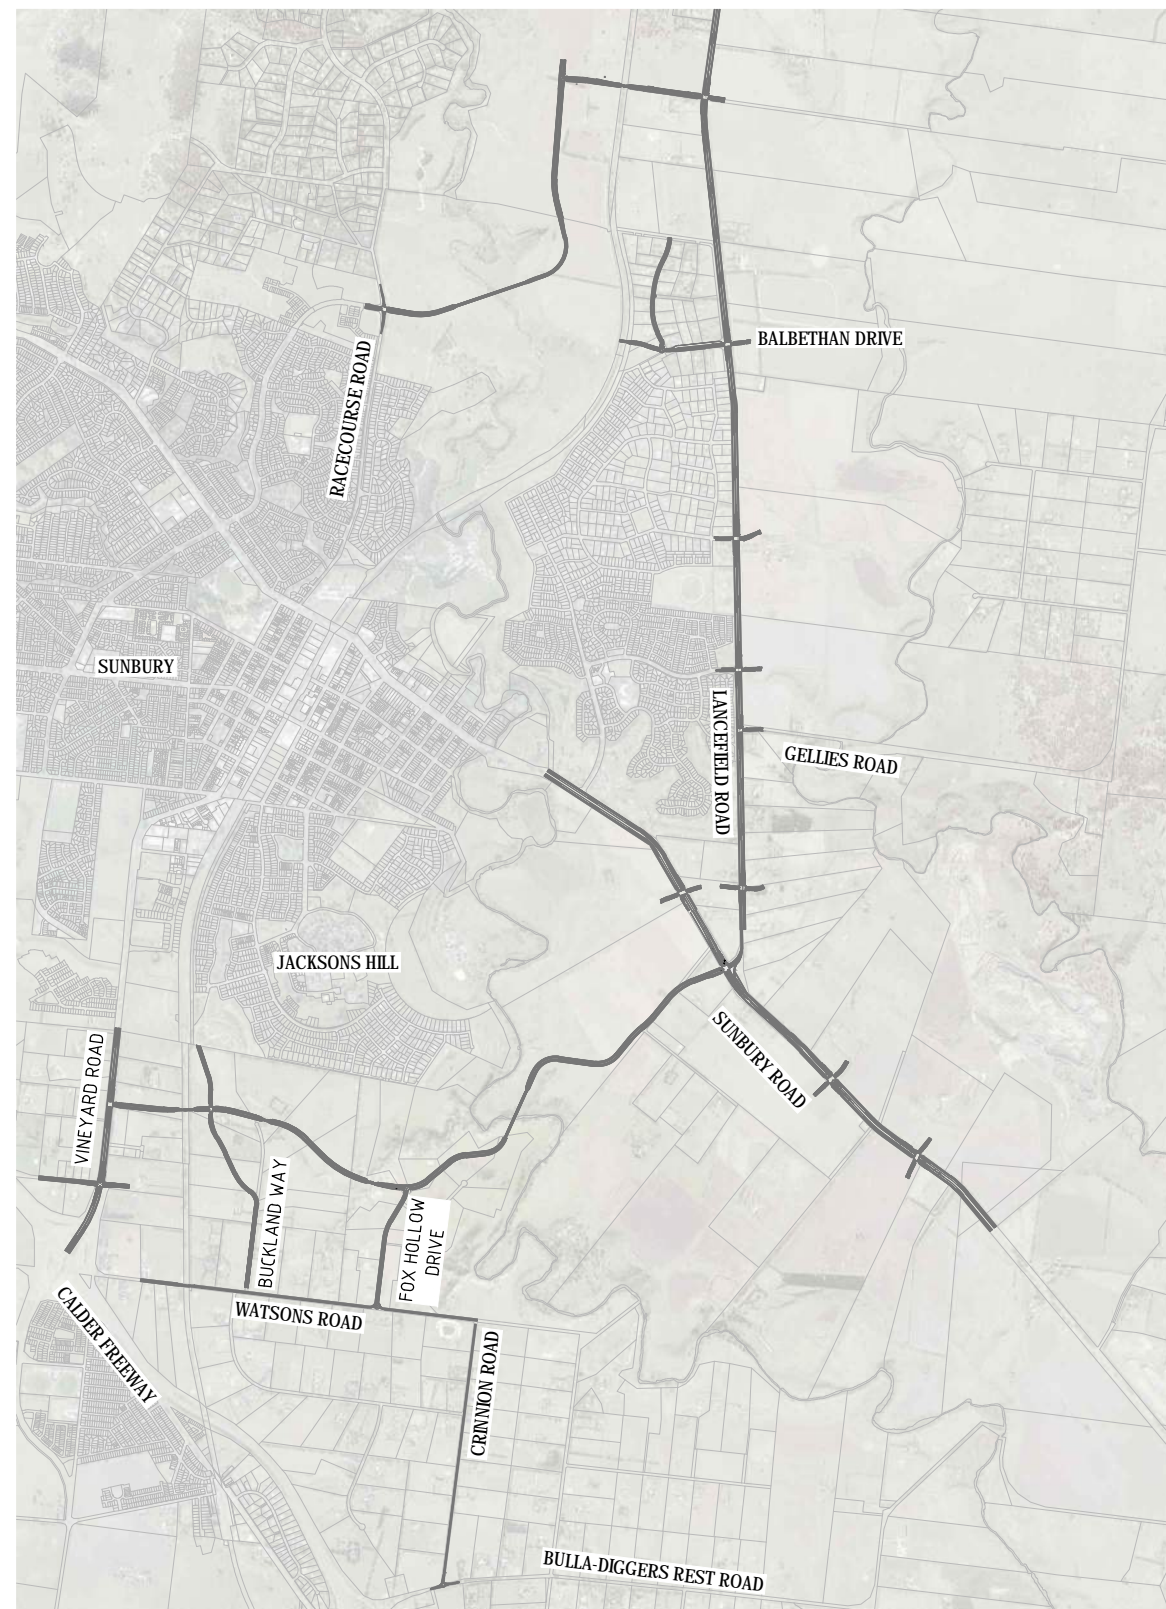 BALBETHAN DRIVE
RACECOURSE ROAD
SUNBURY
LANCEFIELD ROAD
GELLIES ROAD
JACKSONS HILL
SUNBURY ROAD
VINEYARD ROAD
BUCKLAND WAY
FOX HOLLOW
DRIVE
WATSONS ROAD
CALDER FREEWAY
CRINNION ROAD
BULLA-DIGGERS REST ROAD